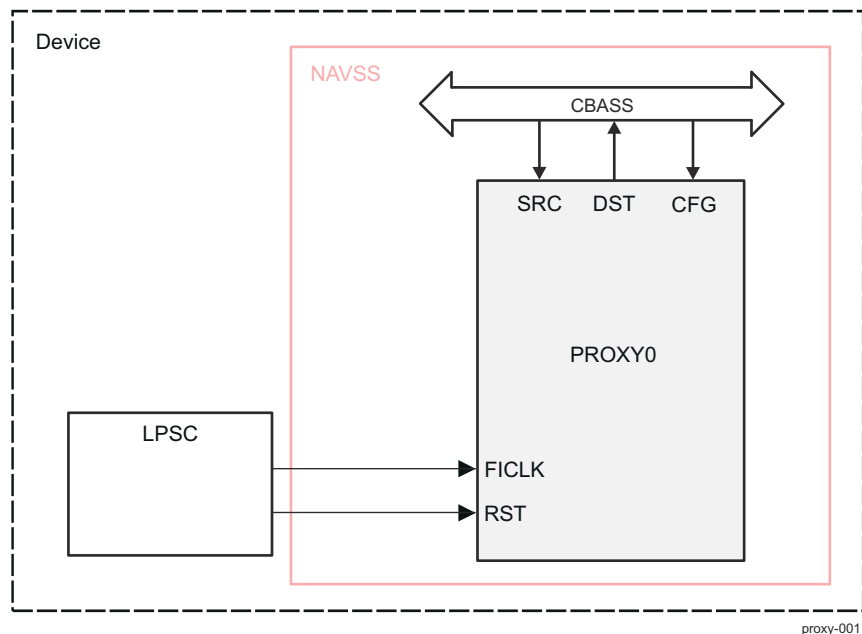 Device
NAVSS
CBASS
SRC DST CFG
PROXY0
LPSC
FICLK
RST
proxy-001